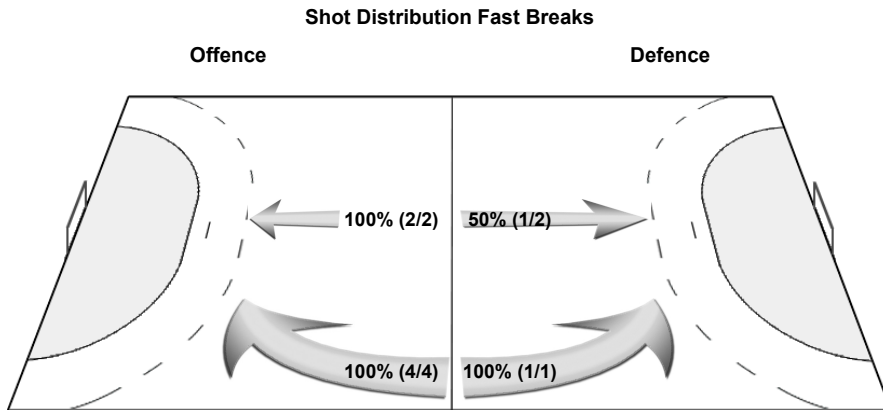 Shot Distribution Fast Breaks
Offence Defence
100% (2/2) 50% (1/2)
100% (4/4) 100% (1/1)